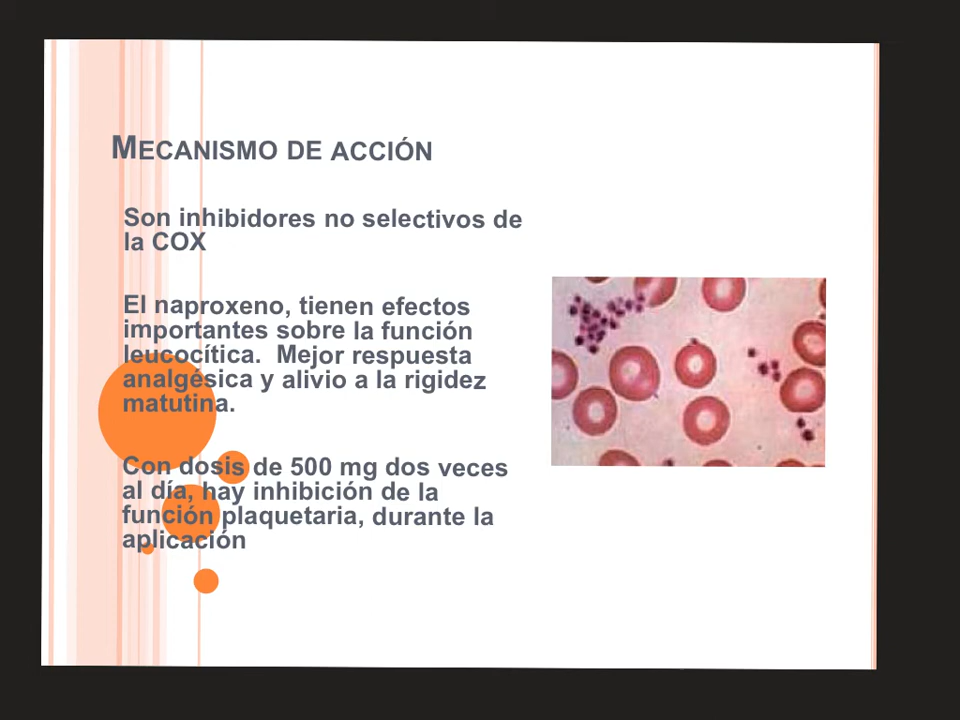 MECANISMO DE ACCIÓN
Son inhibidores no selectivos de
la COX
El naproxeno, tienen efectos
importantes sobre la función
leucocítica. Mejor respuesta
analgésica y alivio a la rigidez
matutina.
Con dosis de 500 mg dos veces
al día, hay inhibición de la
función plaquetaria, durante la
aplicación